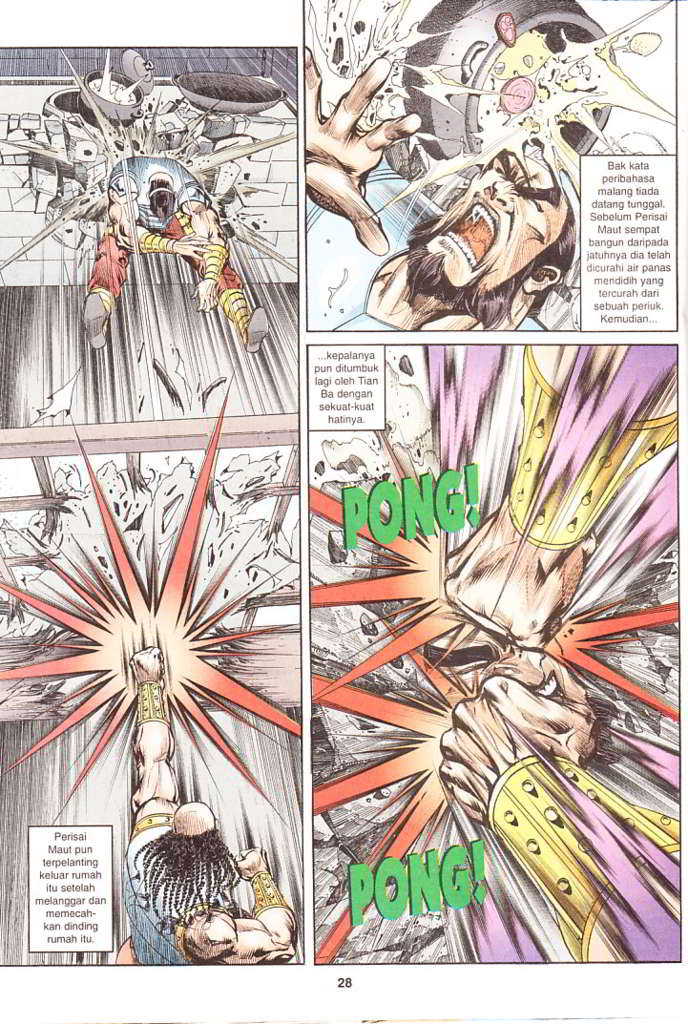 Bak kata
peribahasa
malang tiada
datang tunggal.
Sebelum Perisai
Maut sempat
bangun daripada
jatuhnya dia telah
dicurahi air panas
mendidih yang
tercurah dari
sebuah periuk.
Kemudian...
...kepalanya
pun ditumbuk
lagi oleh Tian
Ba dengan
sekuat-kuat
hatinya.
PONG!
PONG!
Perisai
Maut pun
terpelanting
keluar rumah
itu setelah
melanggar dan
memecah-
kan dinding
rumah itu.
28